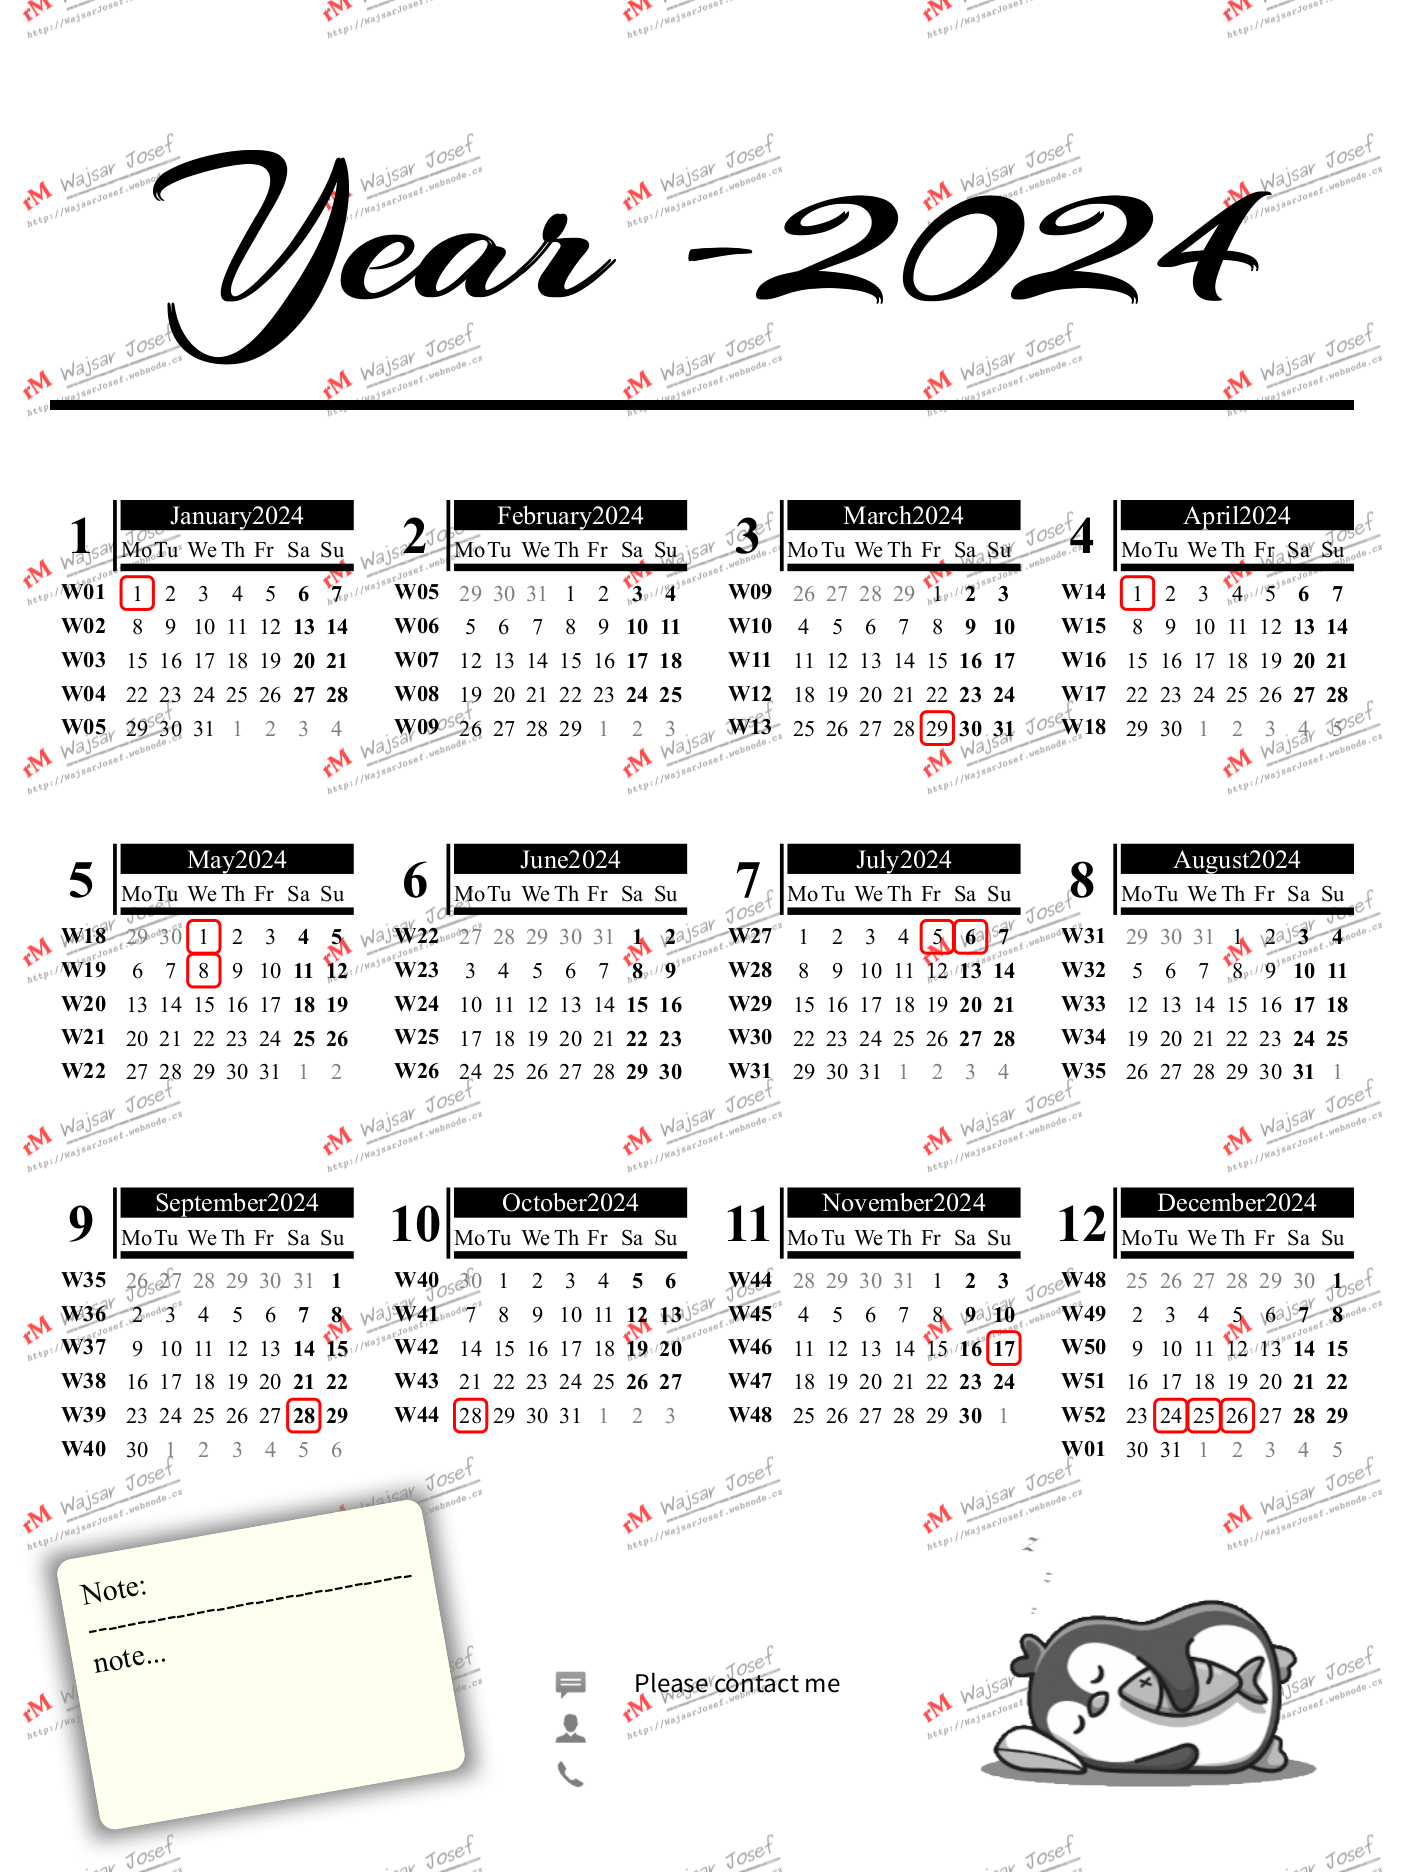 Year - 2024
1 January2024
Mo Tu We Th Fr Sa Su
W01 1 2 3 4 5 6 7
W02 8 9 10 11 12 13 14
W03 15 16 17 18 19 20 21
W04 22 23 24 25 26 27 28
W05 29 30 31 1 2 3 4
2 February2024
Mo Tu We Th Fr Sa Su
W05 29 30 31 1 2 3 4
W06 5 6 7 8 9 10 11
W07 12 13 14 15 16 17 18
W08 19 20 21 22 23 24 25
W09 26 27 28 29 1 2 3
3 March2024
Mo Tu We Th Fr Sa Su
W09 26 27 28 29 1 2 3
W10 4 5 6 7 8 9 10
W11 11 12 13 14 15 16 17
W12 18 19 20 21 22 23 24
W13 25 26 27 28 29 30 31
4 April2024
Mo Tu We Th Fr Sa Su
W14 1 2 3 4 5 6 7
W15 8 9 10 11 12 13 14
W16 15 16 17 18 19 20 21
W17 22 23 24 25 26 27 28
W18 29 30 1 2 3 4 5
5 May2024
Mo Tu We Th Fr Sa Su
W18 29 30 1 2 3 4 5
W19 6 7 8 9 10 11 12
W20 13 14 15 16 17 18 19
W21 20 21 22 23 24 25 26
W22 27 28 29 30 31 1 2
6 June2024
Mo Tu We Th Fr Sa Su
W22 27 28 29 30 31 1 2
W23 3 4 5 6 7 8 9
W24 10 11 12 13 14 15 16
W25 17 18 19 20 21 22 23
W26 24 25 26 27 28 29 30
7 July2024
Mo Tu We Th Fr Sa Su
W27 1 2 3 4 5 6 7
W28 8 9 10 11 12 13 14
W29 15 16 17 18 19 20 21
W30 22 23 24 25 26 27 28
W31 29 30 31 1 2 3 4
8 August2024
Mo Tu We Th Fr Sa Su
W31 29 30 31 1 2 3 4
W32 5 6 7 8 9 10 11
W33 12 13 14 15 16 17 18
W34 19 20 21 22 23 24 25
W35 26 27 28 29 30 31 1
9 September2024
Mo Tu We Th Fr Sa Su
W35 26 27 28 29 30 31 1
W36 2 3 4 5 6 7 8
W37 9 10 11 12 13 14 15
W38 16 17 18 19 20 21 22
W39 23 24 25 26 27 28 29
W40 30 1 2 3 4 5 6
10 October2024
Mo Tu We Th Fr Sa Su
W40 30 1 2 3 4 5 6
W41 7 8 9 10 11 12 13
W42 14 15 16 17 18 19 20
W43 21 22 23 24 25 26 27
W44 28 29 30 31 1 2 3
11 November2024
Mo Tu We Th Fr Sa Su
W44 28 29 30 31 1 2 3
W45 4 5 6 7 8 9 10
W46 11 12 13 14 15 16 17
W47 18 19 20 21 22 23 24
W48 25 26 27 28 29 30 1
12 December2024
Mo Tu We Th Fr Sa Su
W48 25 26 27 28 29 30 1
W49 2 3 4 5 6 7 8
W50 9 10 11 12 13 14 15
W51 16 17 18 19 20 21 22
W52 23 24 25 26 27 28 29
W01 30 31 1 2 3 4 5
Note:
note...
Please contact me
z
z
z
rM Wajsar Josef
http://WajsarJosef.webnode.cz